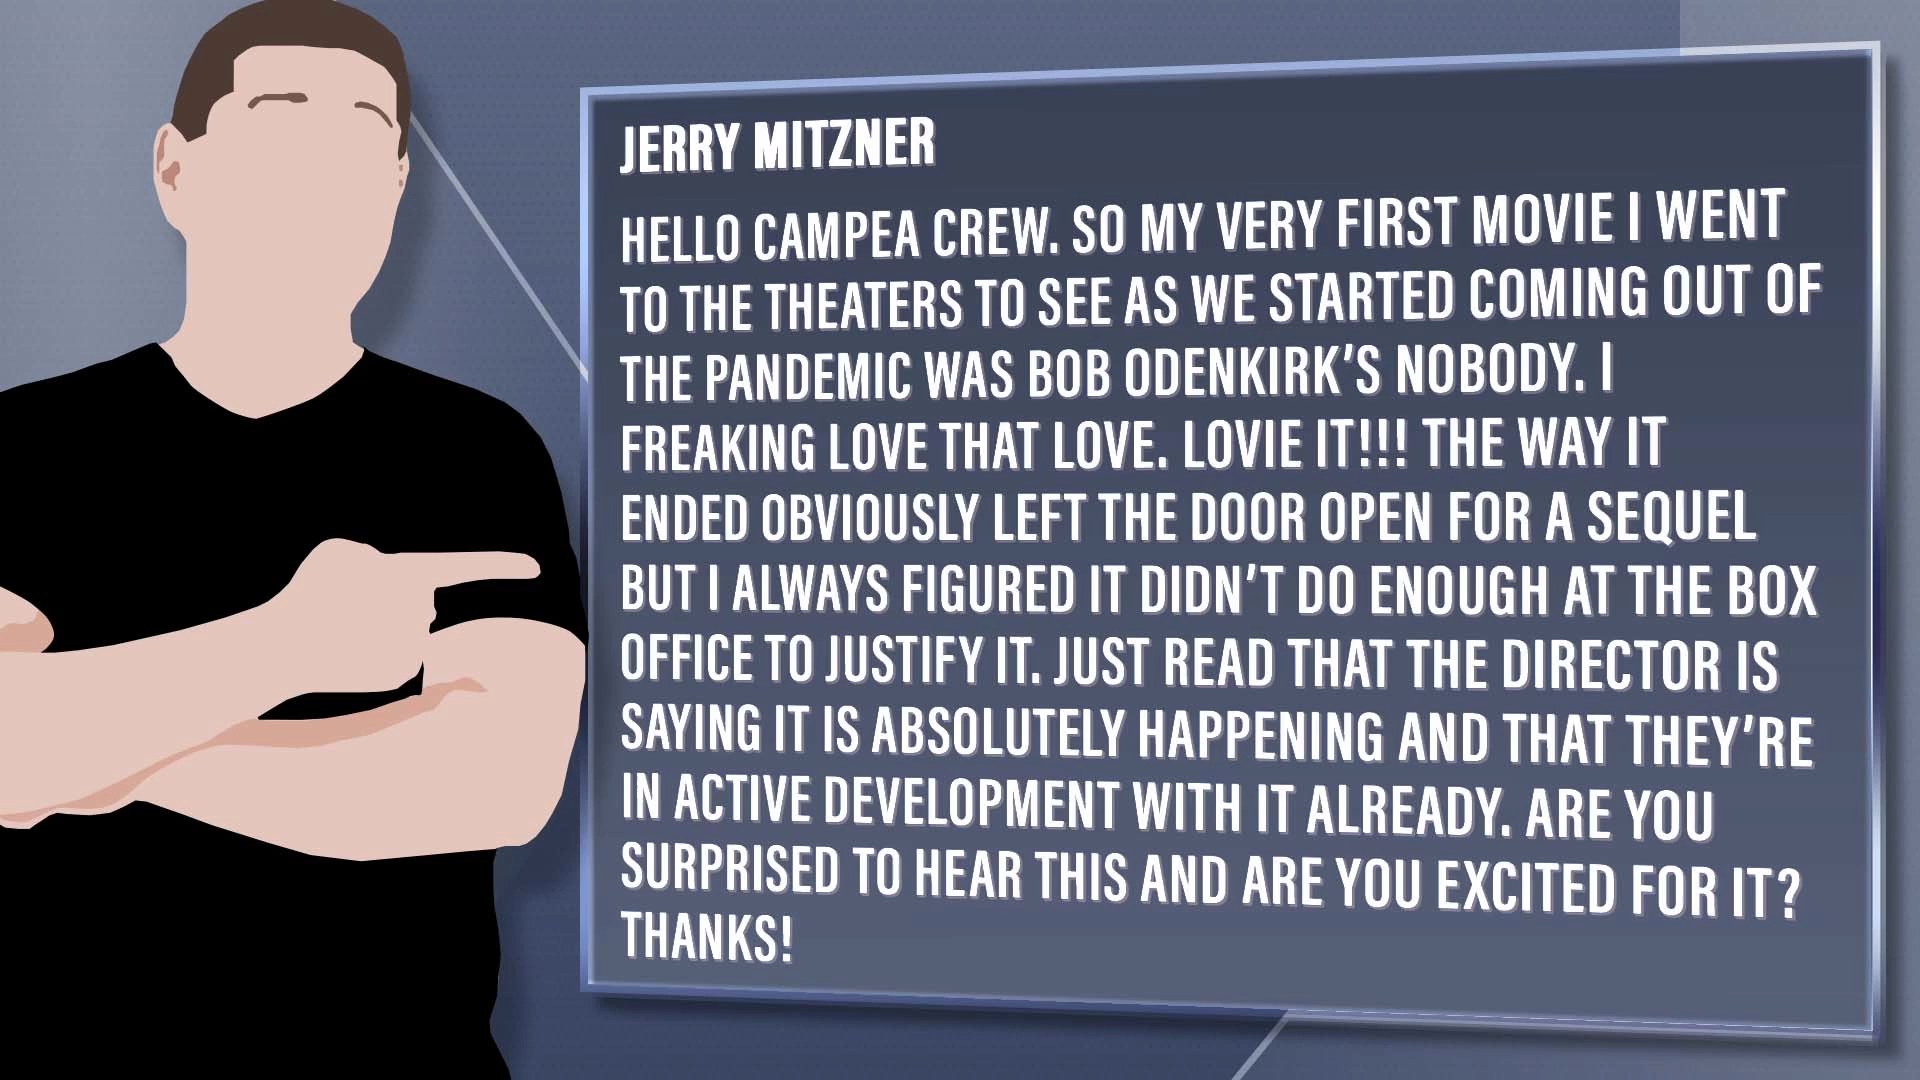 JERRY MITZNER
HELLO CAMPEA CREW. SO MY VERY FIRST MOVIE I WENT
TO THE THEATERS TO SEE AS WE STARTED COMING OUT OF
THE PANDEMIC WAS BOB ODENKIRK'S NOBODY. I
FREAKING LOVE THAT LOVE. LOVIE IT!!! THE WAY IT
ENDED OBVIOUSLY LEFT THE DOOR OPEN FOR A SEQUEL
BUT I ALWAYS FIGURED IT DIDN'T DO ENOUGH AT THE BOX
OFFICE TO JUSTIFY IT. JUST READ THAT THE DIRECTOR IS
SAYING IT IS ABSOLUTELY HAPPENING AND THAT THEY'RE
IN ACTIVE DEVELOPMENT WITH IT ALREADY. ARE YOU
SURPRISED TO HEAR THIS AND ARE YOU EXCITED FOR IT?
THANKS!